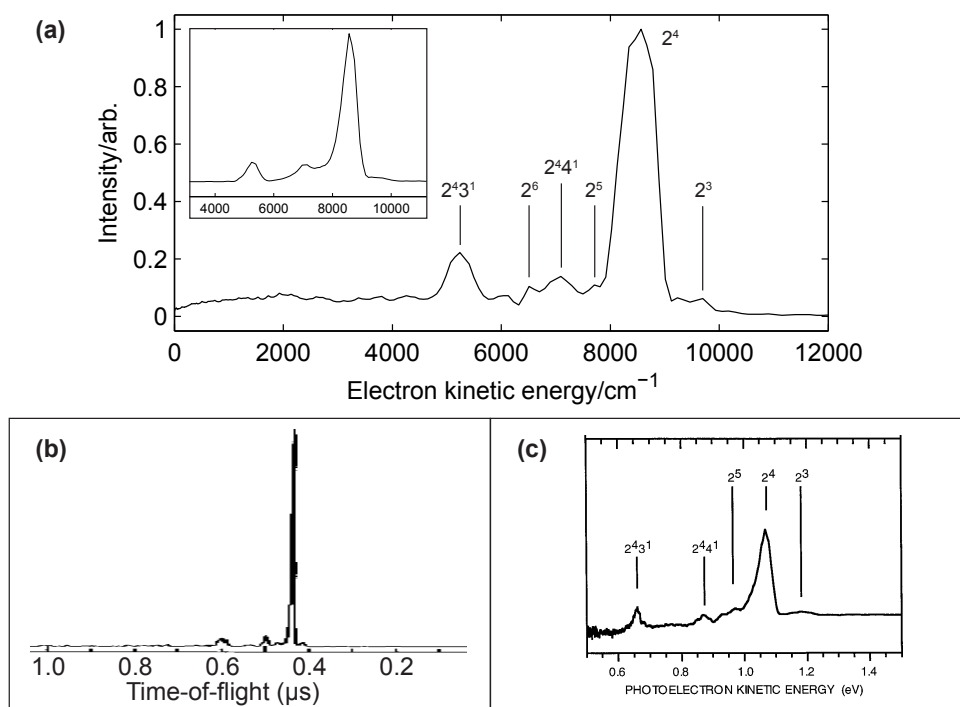 (a)
Intensity/arb.
1
0.8
0.6
0.4
0.2
0
4000 6000 8000 10000
2⁴
2⁴4¹
2⁴3¹ 2⁶ 2⁵ 2³
0 2000 4000 6000 8000 10000 12000
Electron kinetic energy/cm⁻¹
(b)
1.0 0.8 0.6 0.4 0.2
Time-of-flight (μs)
(c)
2⁵ 2⁴ 2³
2⁴3¹ 2⁴4¹
0.6 0.8 1.0 1.2 1.4
PHOTOELECTRON KINETIC ENERGY (eV)